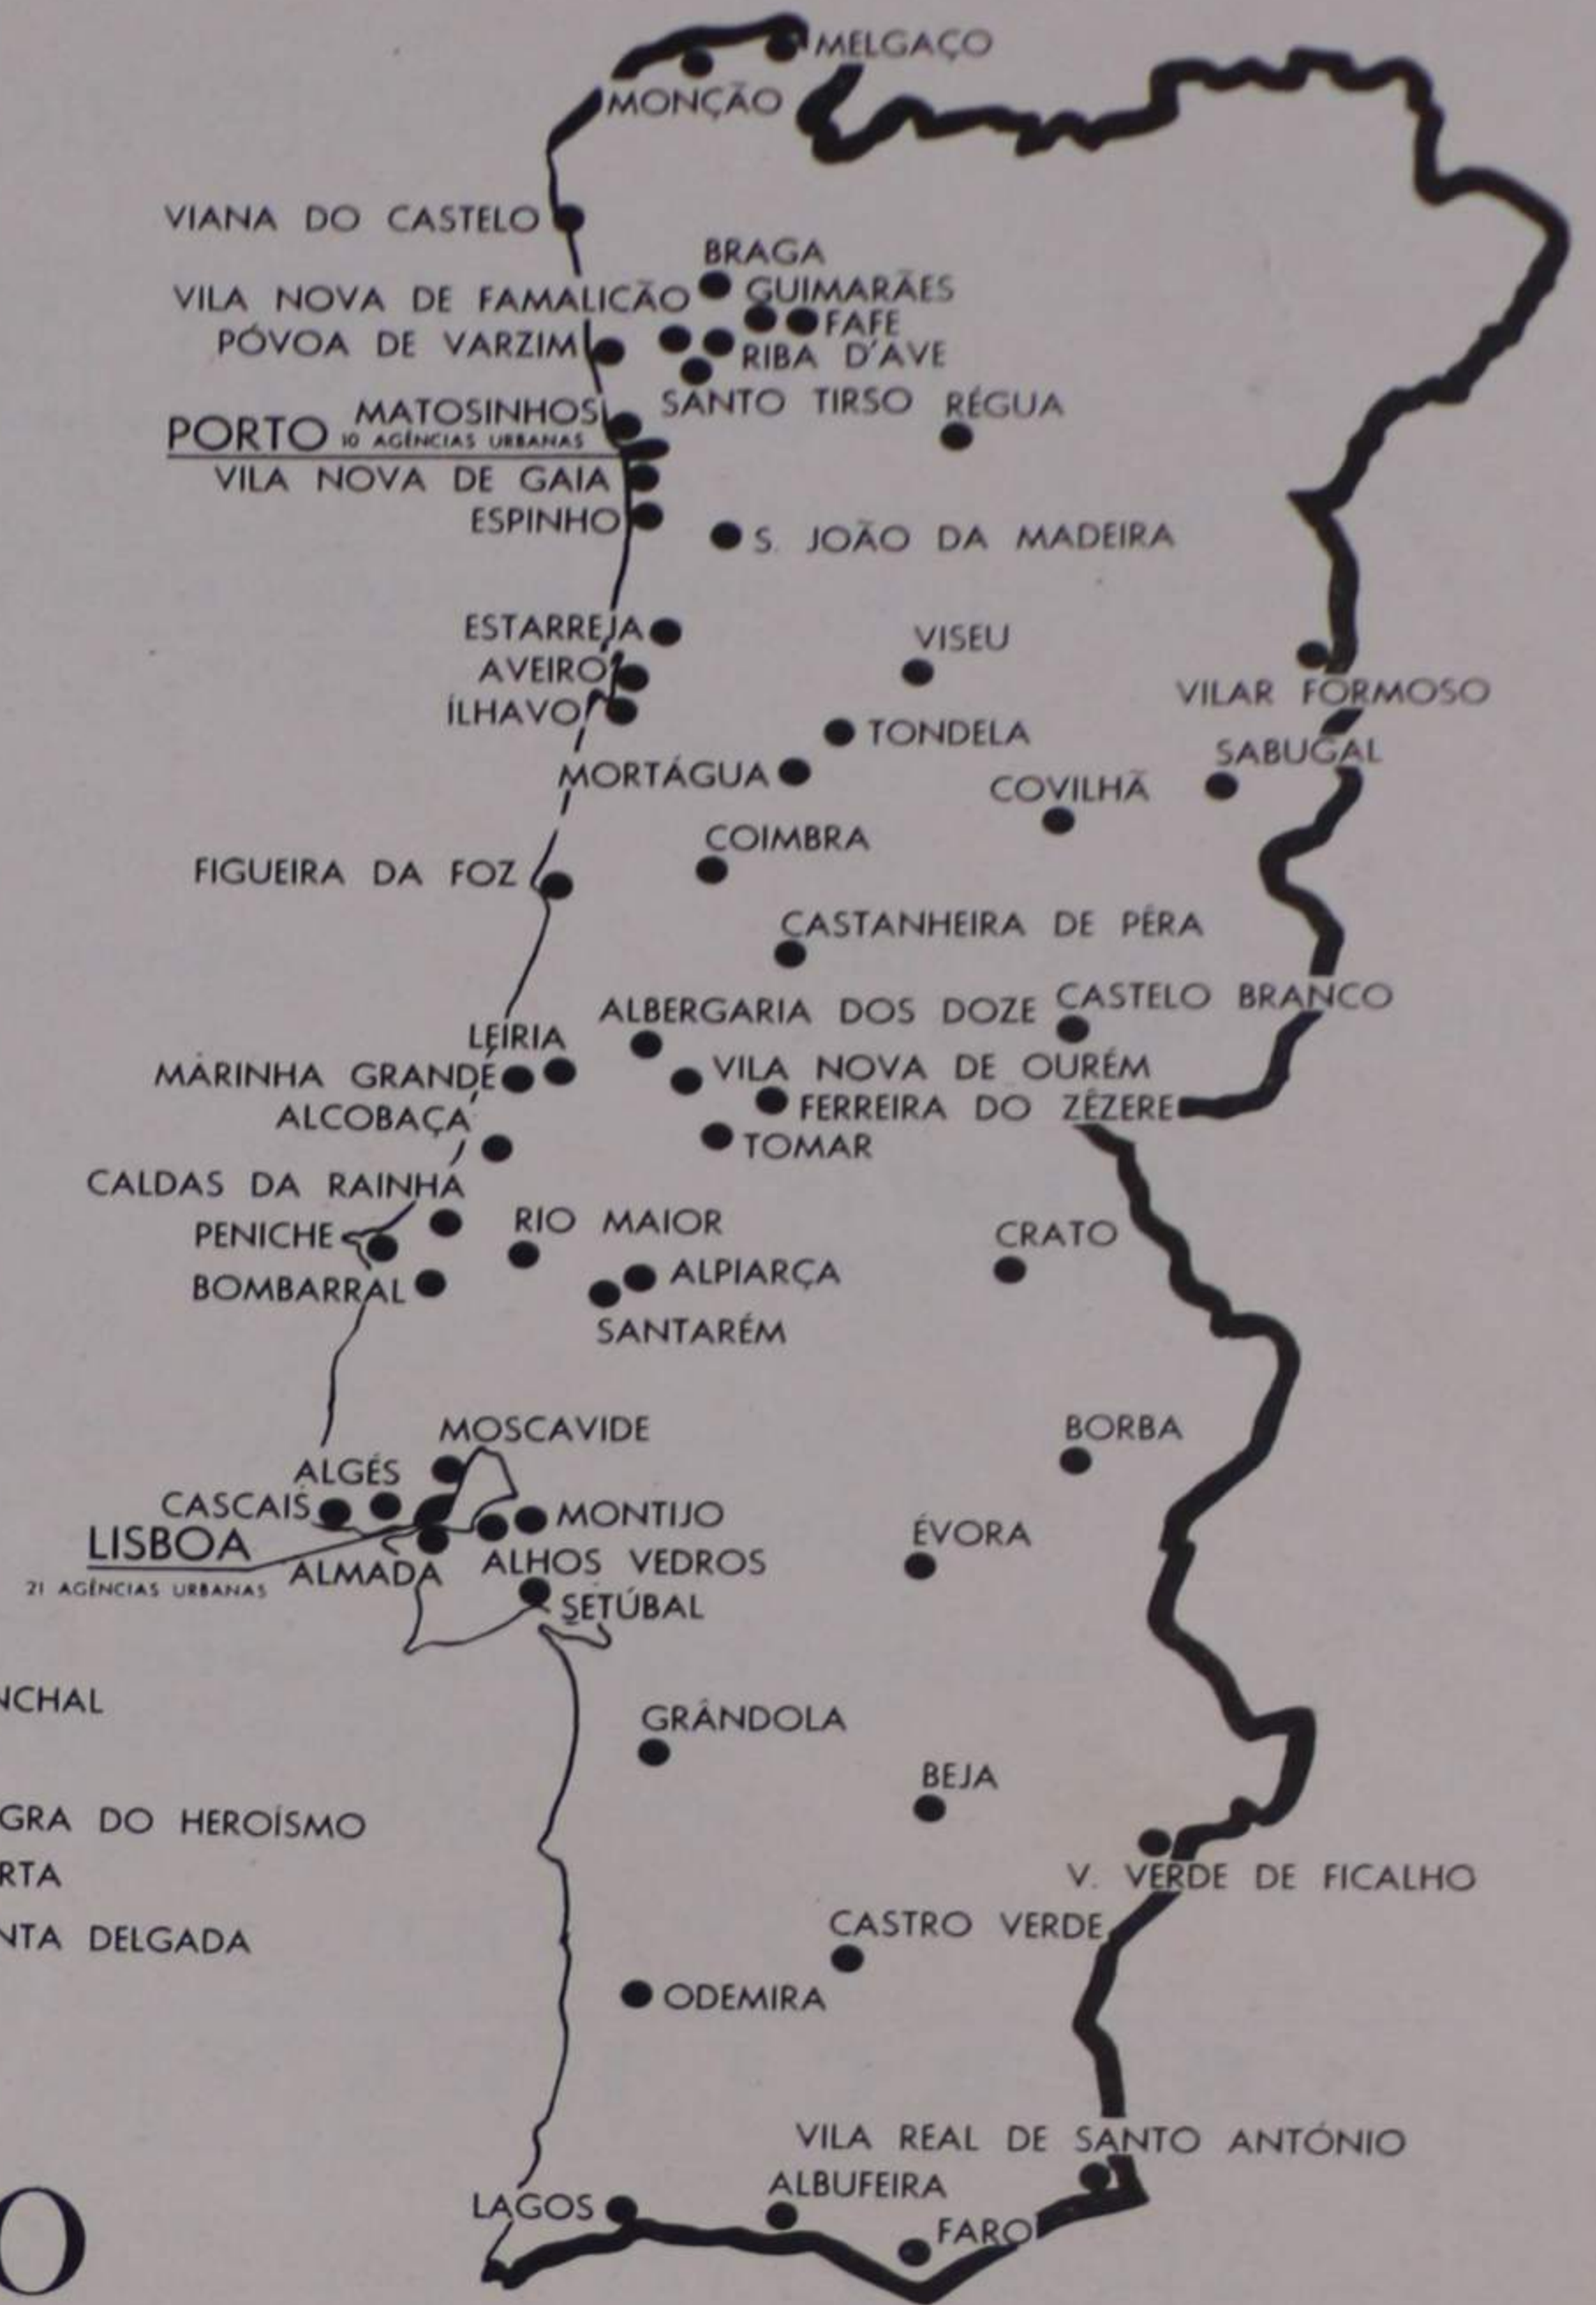 MELGAÇO
MONÇÃO
VIANA DO CASTELO
BRAGA
VILA NOVA DE FAMALICÃO
GUIMARÃES
FAFE
PÓVOA DE VARZIM
RIBA D'AVE
SANTO TIRSO
RÉGUA
MATOSINHOS
PORTO 10 AGÊNCIAS URBANAS
VILA NOVA DE GAIA
ESPINHO
S. JOÃO DA MADEIRA
ESTARREJA
VISEU
AVEIRO
VILAR FORMOSO
ÍLHAVO
TONDELA
SABUGAL
MORTÁGUA
COVILHÃ
COIMBRA
FIGUEIRA DA FOZ
CASTANHEIRA DE PÊRA
CASTELO BRANCO
ALBERGARIA DOS DOZE
LEIRIA
VILA NOVA DE OURÉM
MARINHA GRANDE
FERREIRA DO ZÊZERE
ALCOBAÇA
TOMAR
CALDAS DA RAINHA
RIO MAIOR
PENICHE
CRATO
ALPIARÇA
BOMBARRAL
SANTARÉM
MOSCAVIDE
BORBA
ALGÉS
CASCAIS
MONTIJO
ÉVORA
LISBOA
21 AGÊNCIAS URBANAS
ALMADA
ALHOS VEDROS
SETÚBAL
NCHAL
GRÂNDOLA
BEJA
GRA DO HEROÍSMO
RTA
V. VERDE DE FICALHO
CASTRO VERDE
NTA DELGADA
ODEMIRA
VILA REAL DE SANTO ANTÓNIO
ALBUFEIRA
LAGOS
FARO
O